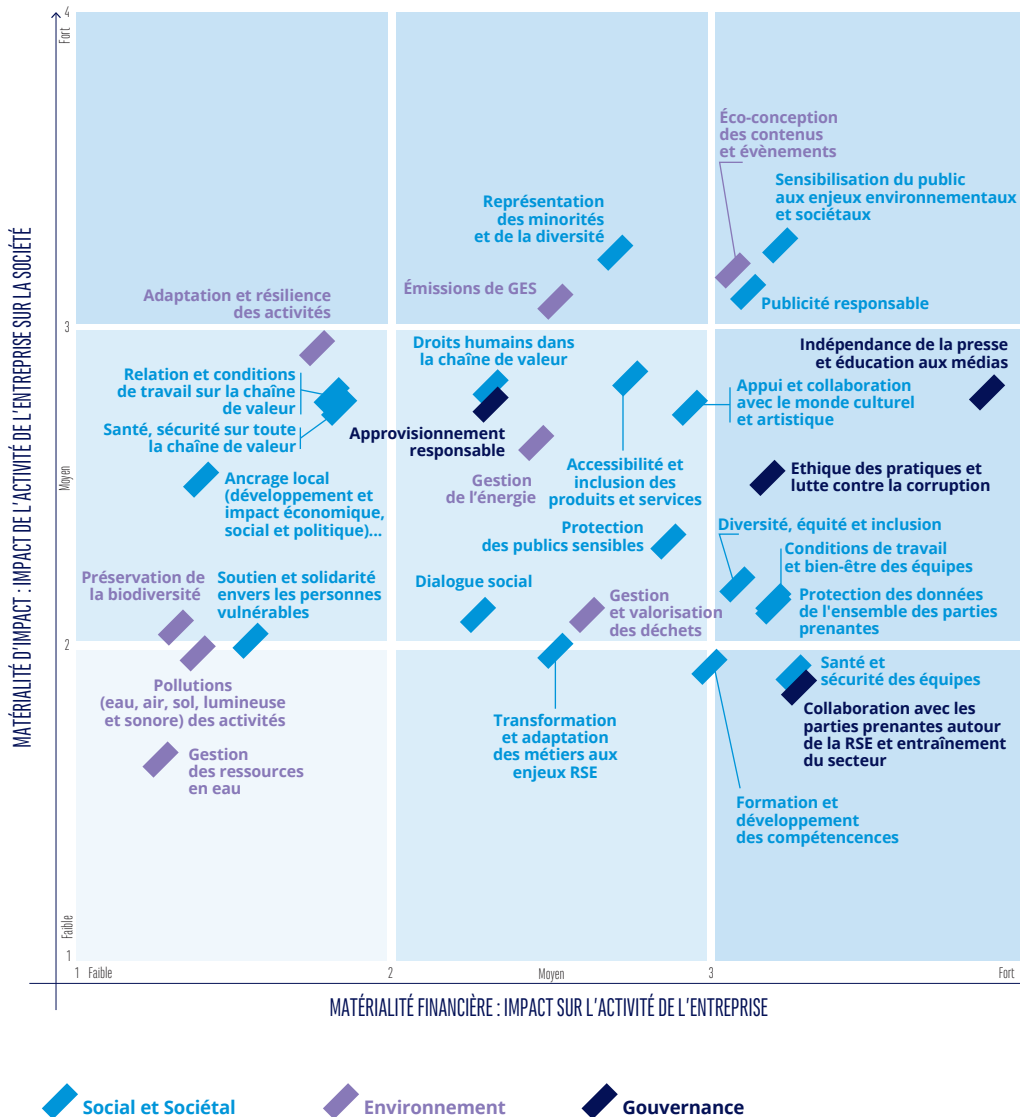 4
Fort
Éco-conception
des contenus
et évènements
Sensibilisation du public
aux enjeux environnementaux
et sociétaux
Représentation
des minorités
et de la diversité
Émissions de GES
Publicité responsable
Adaptation et résilience
des activités
3
Droits humains dans
la chaîne de valeur
Indépendance de la presse
et éducation aux médias
Relation et conditions
de travail sur la chaîne
de valeur
Appui et collaboration
avec le monde culturel
et artistique
Santé, sécurité sur toute
la chaîne de valeur
Approvisionnement
responsable
Accessibilité et
inclusion des
produits et services
Ethique des pratiques et
lutte contre la corruption
Moyen
Ancrage local
(développement et
impact économique,
social et politique)...
Gestion
de l'énergie
Protection
des publics sensibles
Diversité, équité et inclusion
Conditions de travail
et bien-être des équipes
Préservation de
la biodiversité
Soutien et solidarité
envers les personnes
vulnérables
Dialogue social
Gestion
et valorisation
des déchets
Protection des données
de l'ensemble des parties
prenantes
2
Pollutions
(eau, air, sol, lumineuse
et sonore) des activités
Santé et
sécurité des équipes
Transformation
et adaptation
des métiers aux
enjeux RSE
Collaboration avec les
parties prenantes autour
de la RSE et entraînement
du secteur
Gestion
des ressources
en eau
Formation et
développement
des compétencences
Faible
1
MATÉRIALITÉ D'IMPACT : IMPACT DE L'ACTIVITÉ DE L'ENTREPRISE SUR LA SOCIÉTÉ
1 Faible 2 Moyen 3 Fort
MATÉRIALITÉ FINANCIÈRE : IMPACT SUR L'ACTIVITÉ DE L'ENTREPRISE
Social et Sociétal
Environnement
Gouvernance